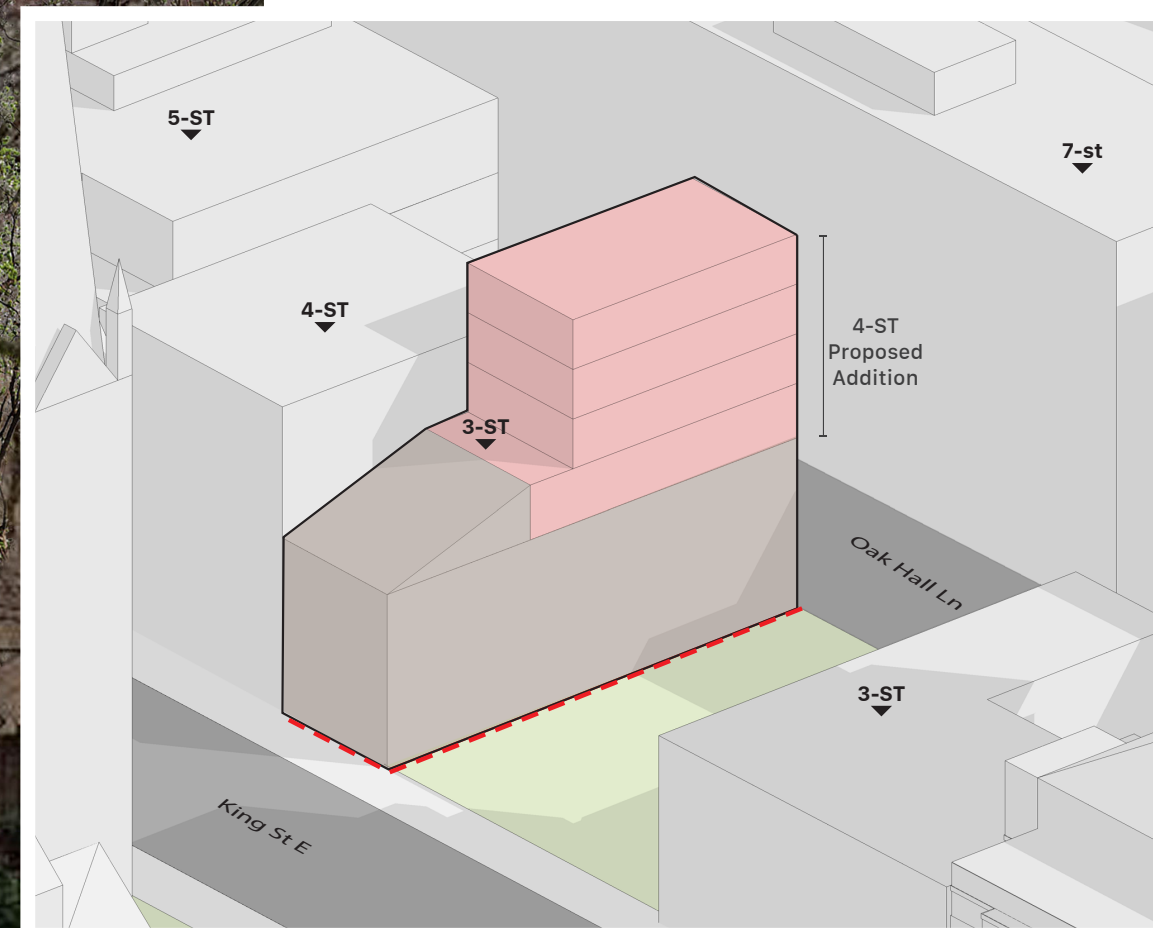 5-ST
7-st
4-ST
4-ST
Proposed
Addition
3-ST
Oak Hall Ln
3-ST
King St E